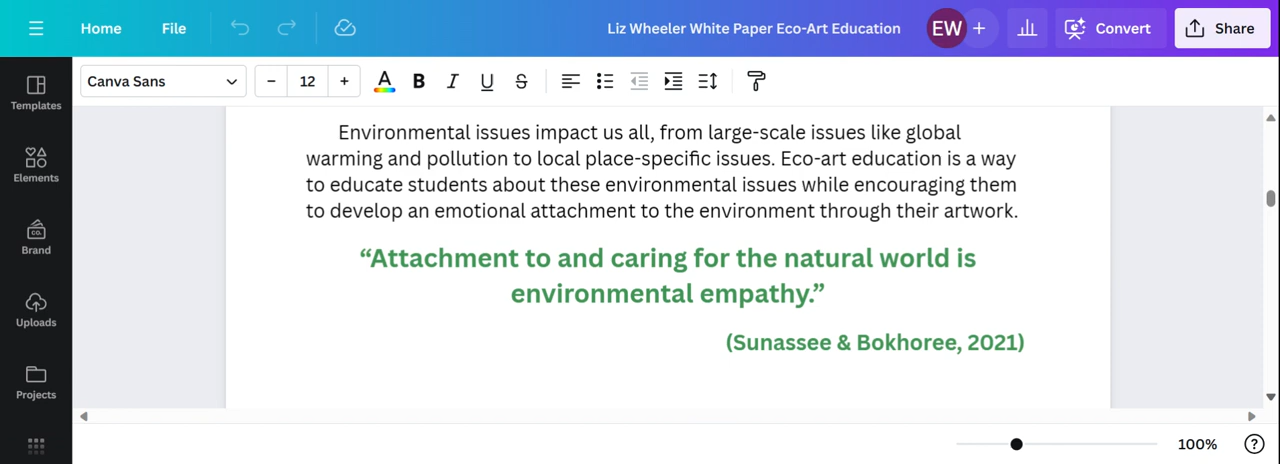 Home File Liz Wheeler White Paper Eco-Art Education EW + Convert Share
Canva Sans − 12 + A B I U S
Templates
Elements
CO.
Brand
Uploads
Projects
Environmental issues impact us all, from large-scale issues like global
warming and pollution to local place-specific issues. Eco-art education is a way
to educate students about these environmental issues while encouraging them
to develop an emotional attachment to the environment through their artwork.
“Attachment to and caring for the natural world is
environmental empathy.”
(Sunassee & Bokhoree, 2021)
100% ?